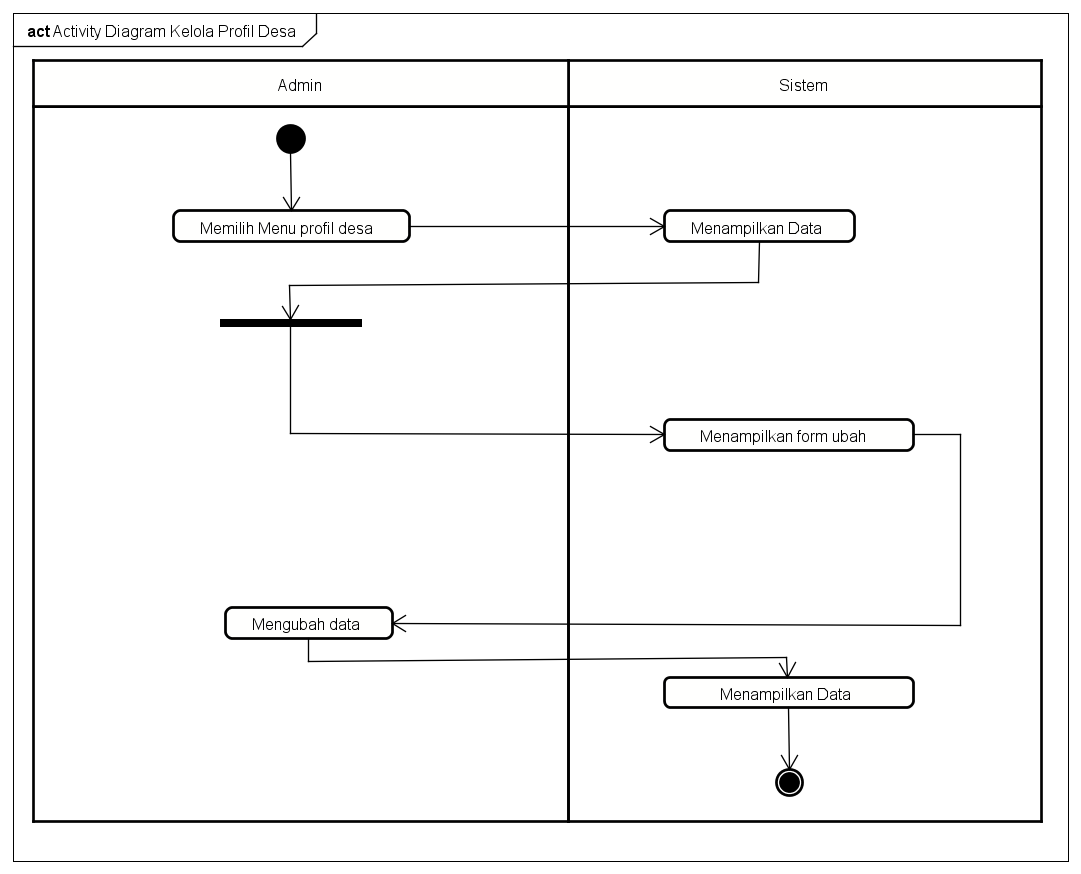 act Activity Diagram Kelola Profil Desa
Admin
Sistem
Memilih Menu profil desa
Menampilkan Data
Menampilkan form ubah
Mengubah data
Menampilkan Data